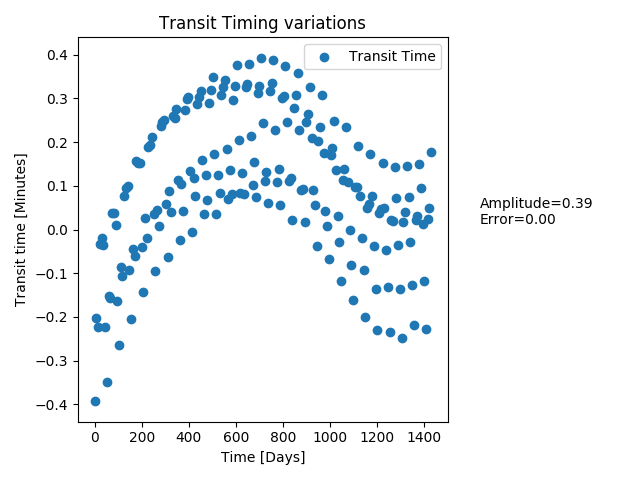 Transit Timing variations
Transit Time
Transit time [Minutes]
0.4
0.3
0.2
0.1
0.0
−0.1
−0.2
−0.3
−0.4
0 200 400 600 800 1000 1200 1400
Time [Days]
Amplitude=0.39
Error=0.00